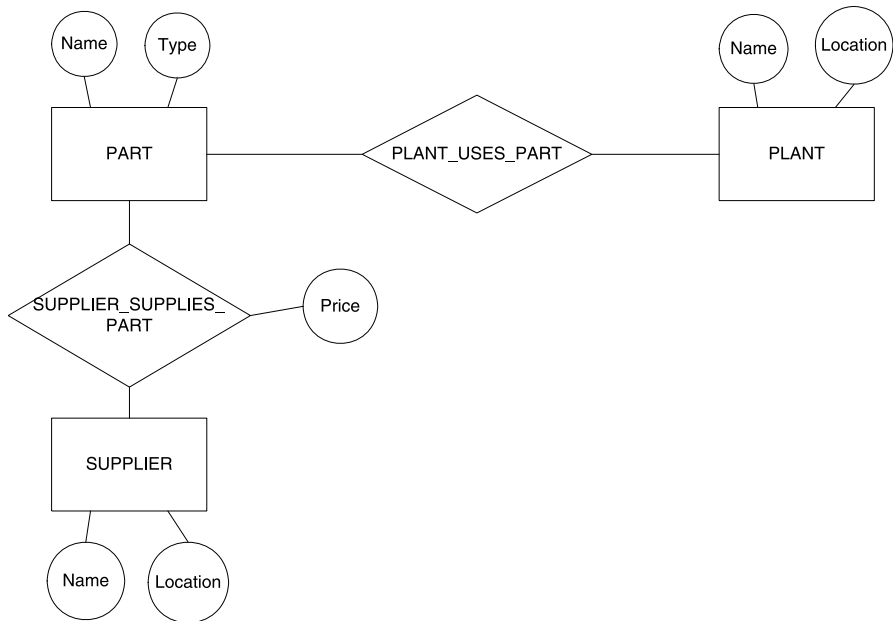 Name
Type
Name
Location
PART
PLANT_USES_PART
PLANT
SUPPLIER_SUPPLIES_
PART
Price
SUPPLIER
Name
Location